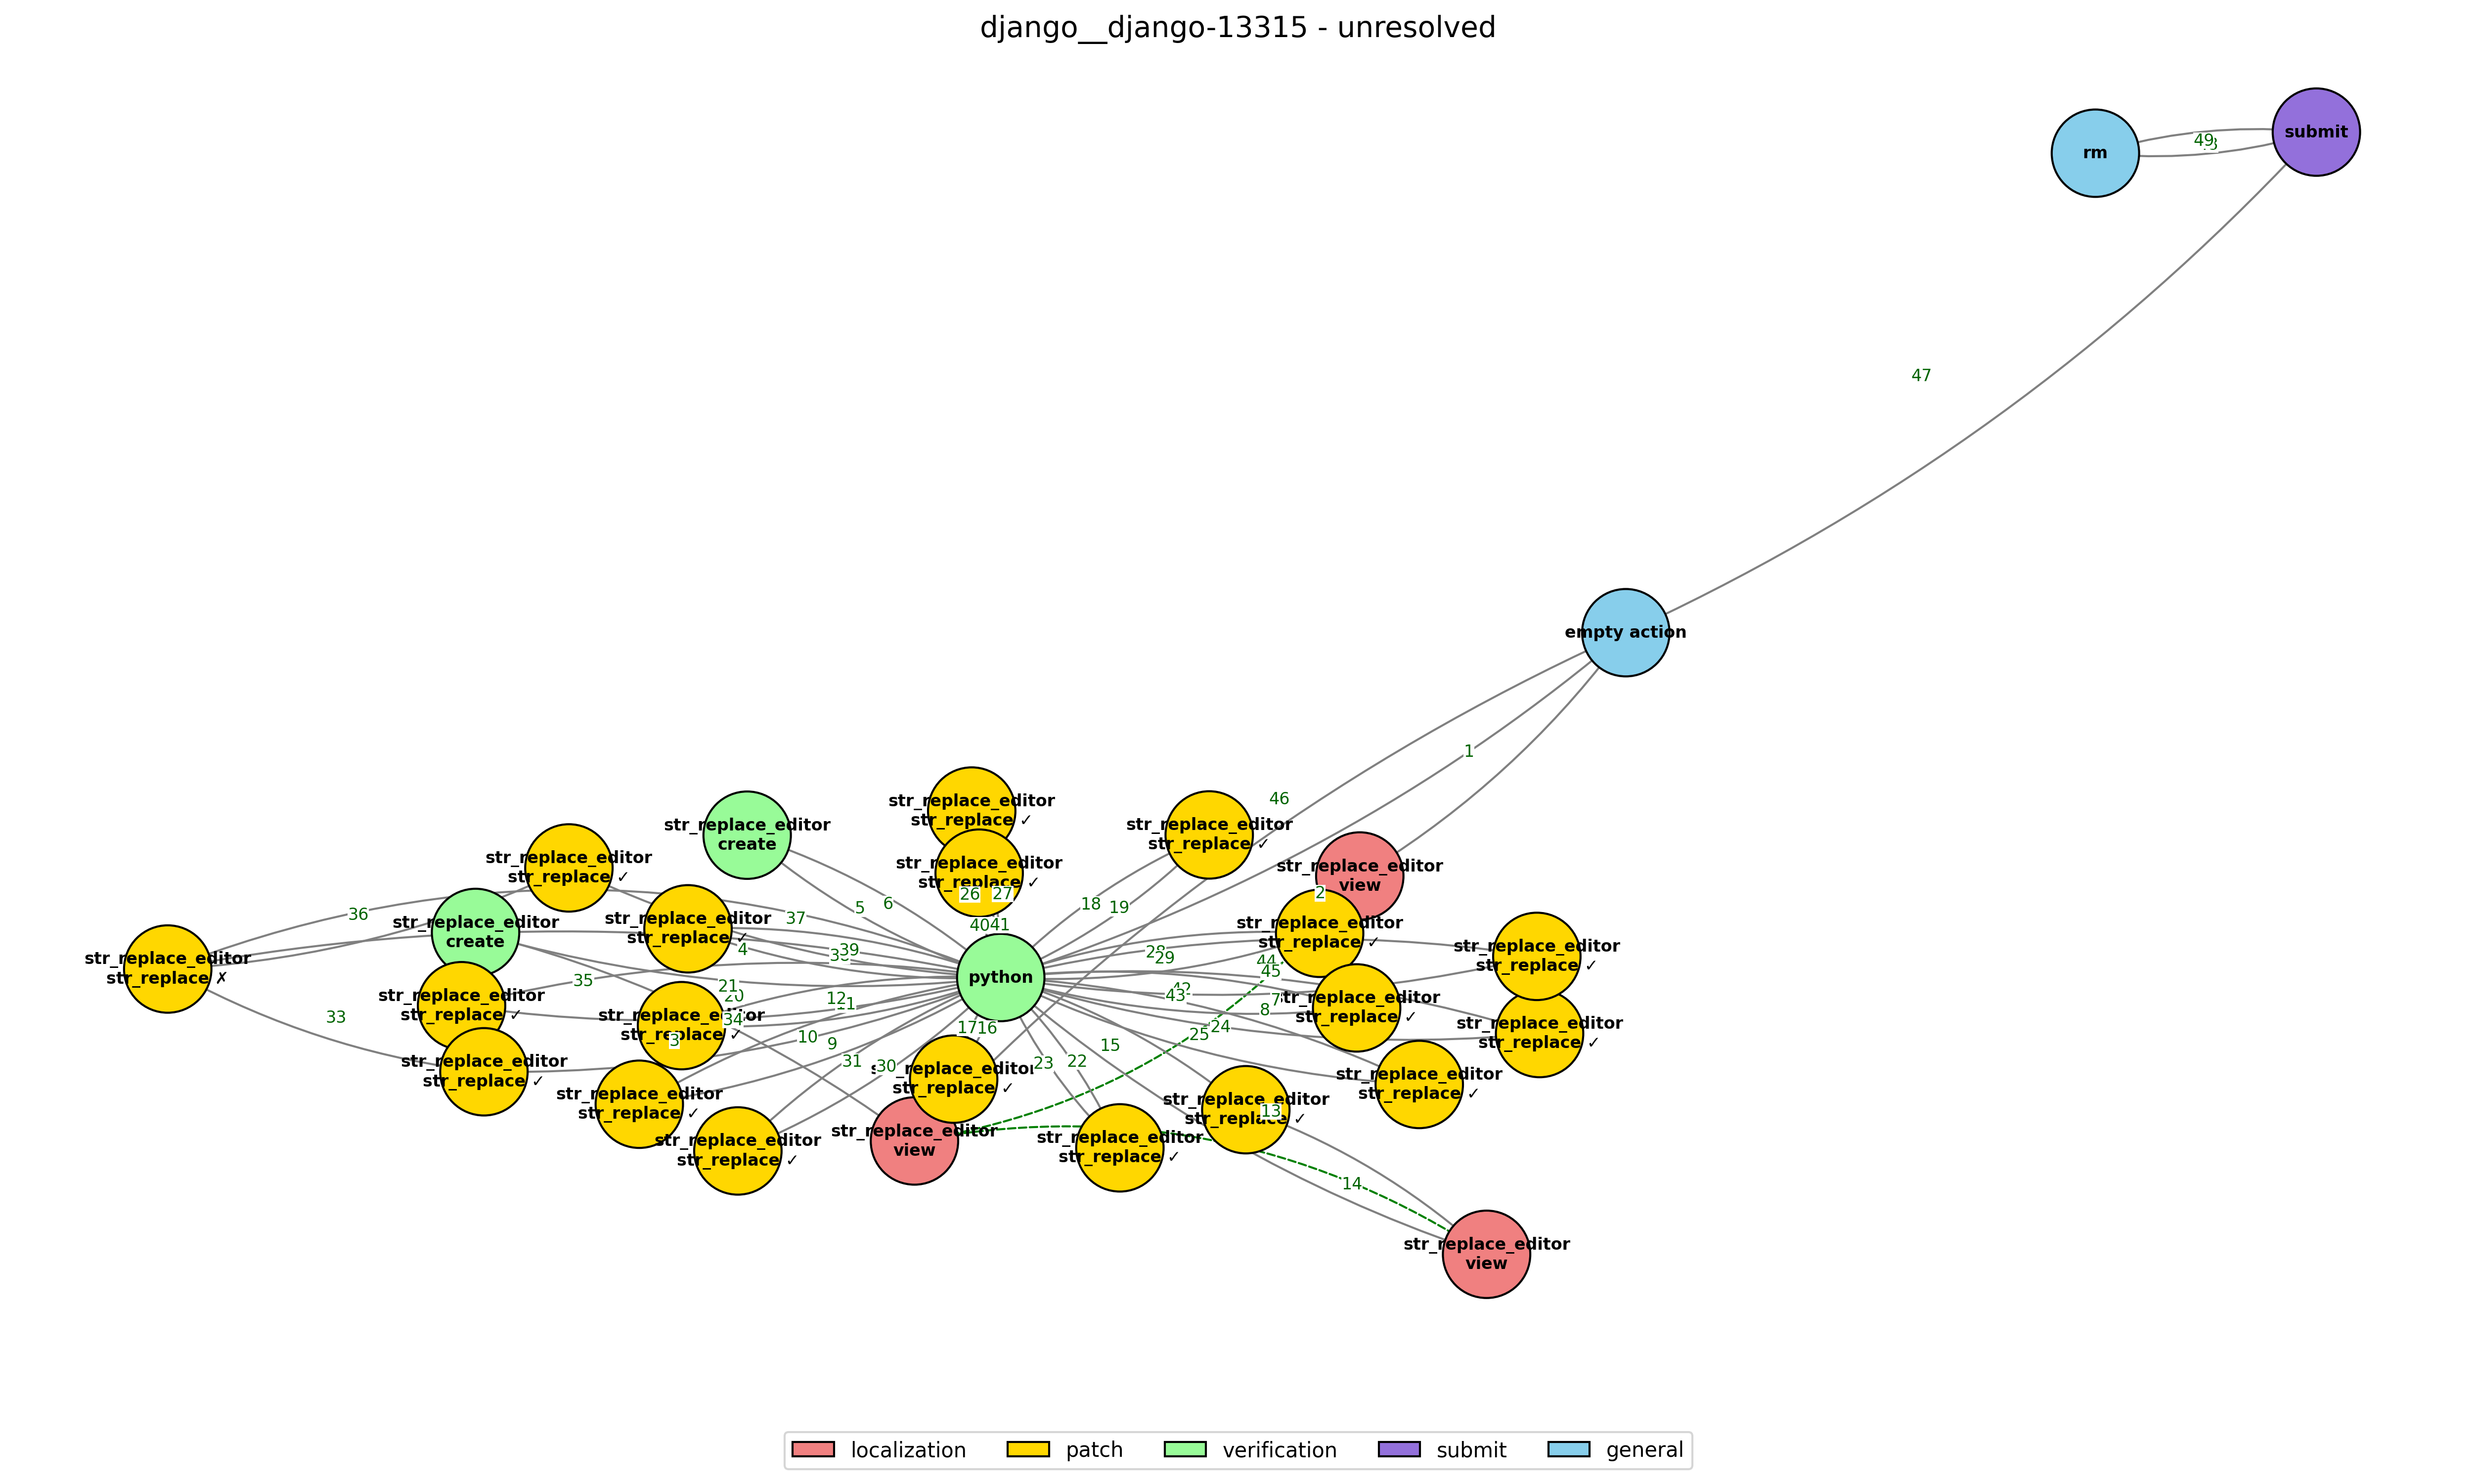 django__django-13315 - unresolved
submit
rm
49
47
empty action
1
46
str_replace_editor
str_replace ✓
str_replace_editor
create
str_replace_editor
str_replace ✓
str_replace_editor
str_replace ✓
str_replace_editor
str_replace ✓
str_replace_editor
view
2
26
27
18
19
5
6
36
37
str_replace_editor
create
str_replace_editor
str_replace ✓
4
39
40
41
str_replace_editor
str_replace ✓
28
29
44
45
str_replace_editor
str_replace ✓
str_replace_editor
str_replace ✗
python
35
21
20
12
11
42
43
7
8
str_replace_editor
str_replace ✓
str_replace_editor
str_replace ✓
str_replace_editor
str_replace ✓
str_replace_editor
str_replace ✓
33
34
3
10
9
17
16
15
25
24
31
30
23
22
str_replace_editor
str_replace ✓
str_replace_editor
str_replace ✓
str_replace ✓
str_replace_editor
str_replace ✓
str_replace_editor
str_replace ✓
13
str_replace_editor
str_replace ✓
str_replace_editor
view
str_replace_editor
str_replace ✓
14
str_replace_editor
view
localization
patch
verification
submit
general